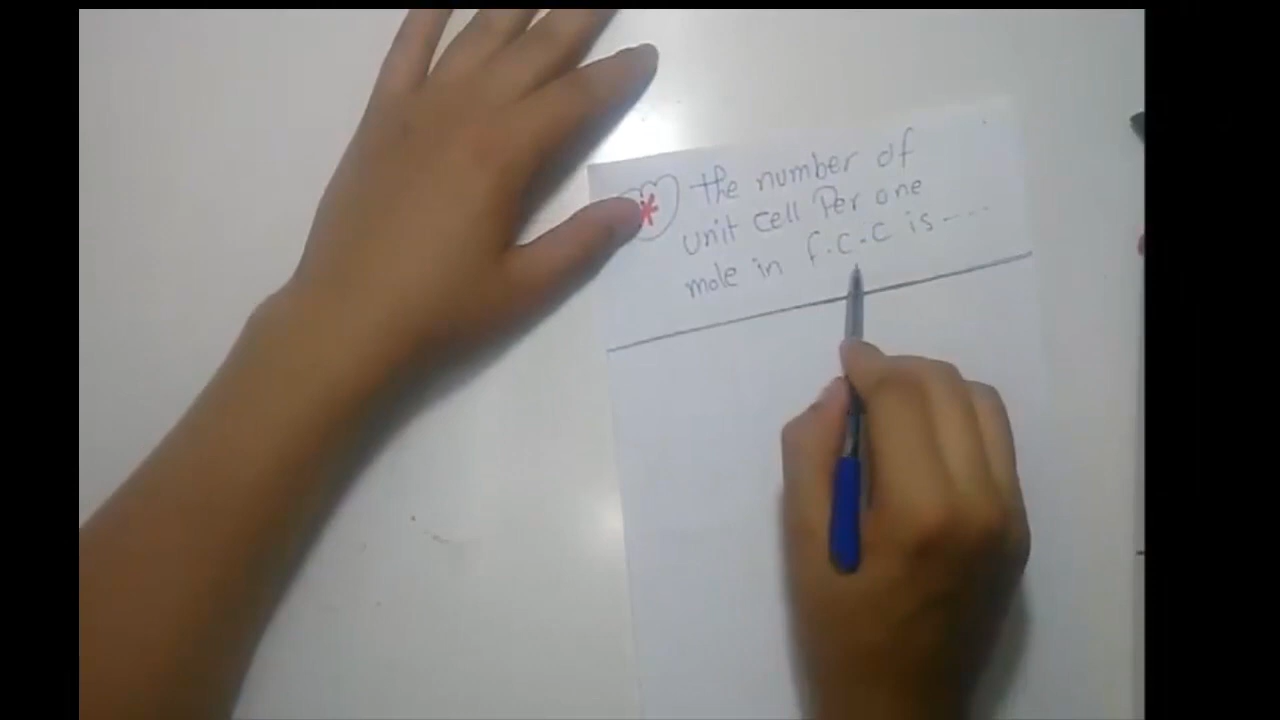 * the number of
unit cell Per one
mole in f.c.c is ----